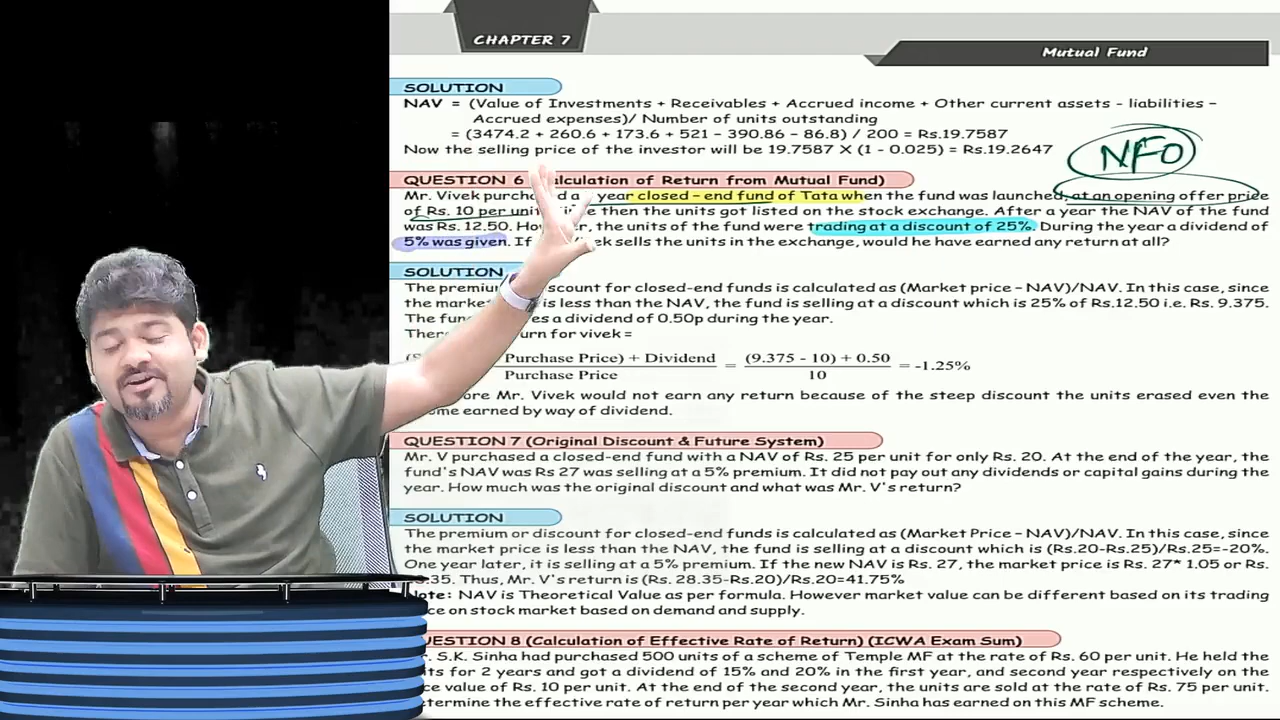 CHAPTER 7
Mutual Fund
SOLUTION
NAV = (Value of Investments + Receivables + Accrued income + Other current assets - liabilities -
Accrued expenses)/ Number of units outstanding
= (3474.2 + 260.6 + 173.6 + 521 - 390.86 - 86.8) / 200 = Rs.19.7587
Now the selling price of the investor will be 19.7587 X (1 - 0.025) = Rs.19.2647
NFO
QUESTION 6 Calculation of Return from Mutual Fund)
Mr. Vivek purchased a year closed – end fund of Tata when the fund was launched, at an opening offer price
of Rs. 10 per unit. then the units got listed on the stock exchange. After a year the NAV of the fund
was Rs. 12.50. the units of the fund were trading at a discount of 25%. During the year a dividend of
5% was given. If sells the units in the exchange, would he have earned any return at all?
SOLUTION
The premium discount for closed-end funds is calculated as (Market price – NAV)/NAV. In this case, since
the market is less than the NAV, the fund is selling at a discount which is 25% of Rs.12.50 i.e. Rs. 9.375.
The a dividend of 0.50p during the year.
for vivek =
Purchase Price) + Dividend = (9.375 - 10) + 0.50 = -1.25%
Purchase Price 10
Mr. Vivek would not earn any return because of the steep discount the units erased even the
earned by way of dividend.
QUESTION 7 (Original Discount & Future System)
Mr. V purchased a closed-end fund with a NAV of Rs. 25 per unit for only Rs. 20. At the end of the year, the
fund's NAV was Rs 27 was selling at a 5% premium. It did not pay out any dividends or capital gains during the
year. How much was the original discount and what was Mr. V's return?
SOLUTION
The premium or discount for closed-end funds is calculated as (Market Price – NAV)/NAV. In this case, since
the market price is less than the NAV, the fund is selling at a discount which is (Rs.20-Rs.25)/Rs.25=-20%.
One year later, it is selling at a 5% premium. If the new NAV is Rs. 27, the market price is Rs. 27* 1.05 or Rs.
.35. Thus, Mr. V's return is (Rs. 28.35-Rs.20)/Rs.20=41.75%
Note: NAV is Theoretical Value as per formula. However market value can be different based on its trading
on stock market based on demand and supply.
QUESTION 8 (Calculation of Effective Rate of Return) (ICWA Exam Sum)
S.K. Sinha had purchased 500 units of a scheme of Temple MF at the rate of Rs. 60 per unit. He held the
for 2 years and got a dividend of 15% and 20% in the first year, and second year respectively on the
value of Rs. 10 per unit. At the end of the second year, the units are sold at the rate of Rs. 75 per unit.
the effective rate of return per year which Mr. Sinha has earned on this MF scheme.